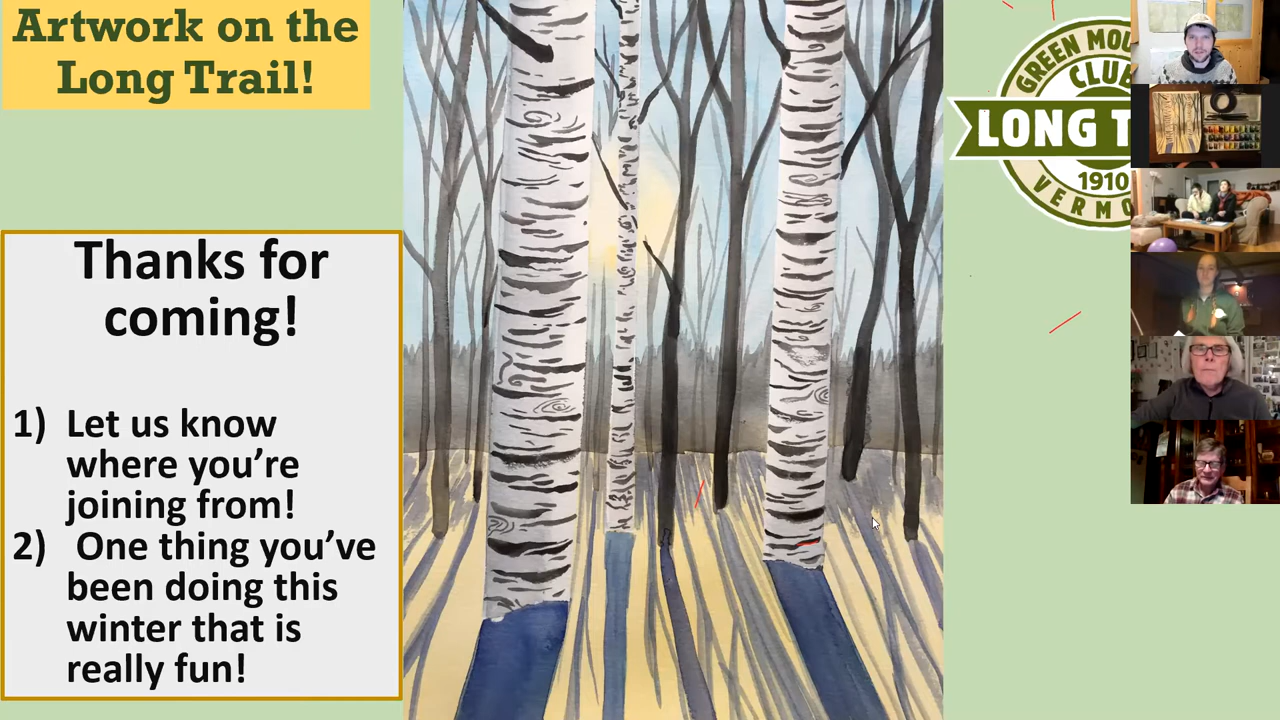 Artwork on the
Long Trail!
Thanks for
coming!
1) Let us know
where you're
joining from!
2) One thing you've
been doing this
winter that is
really fun!
GREEN MOU
CLUB
LONG T
1910
VERMO